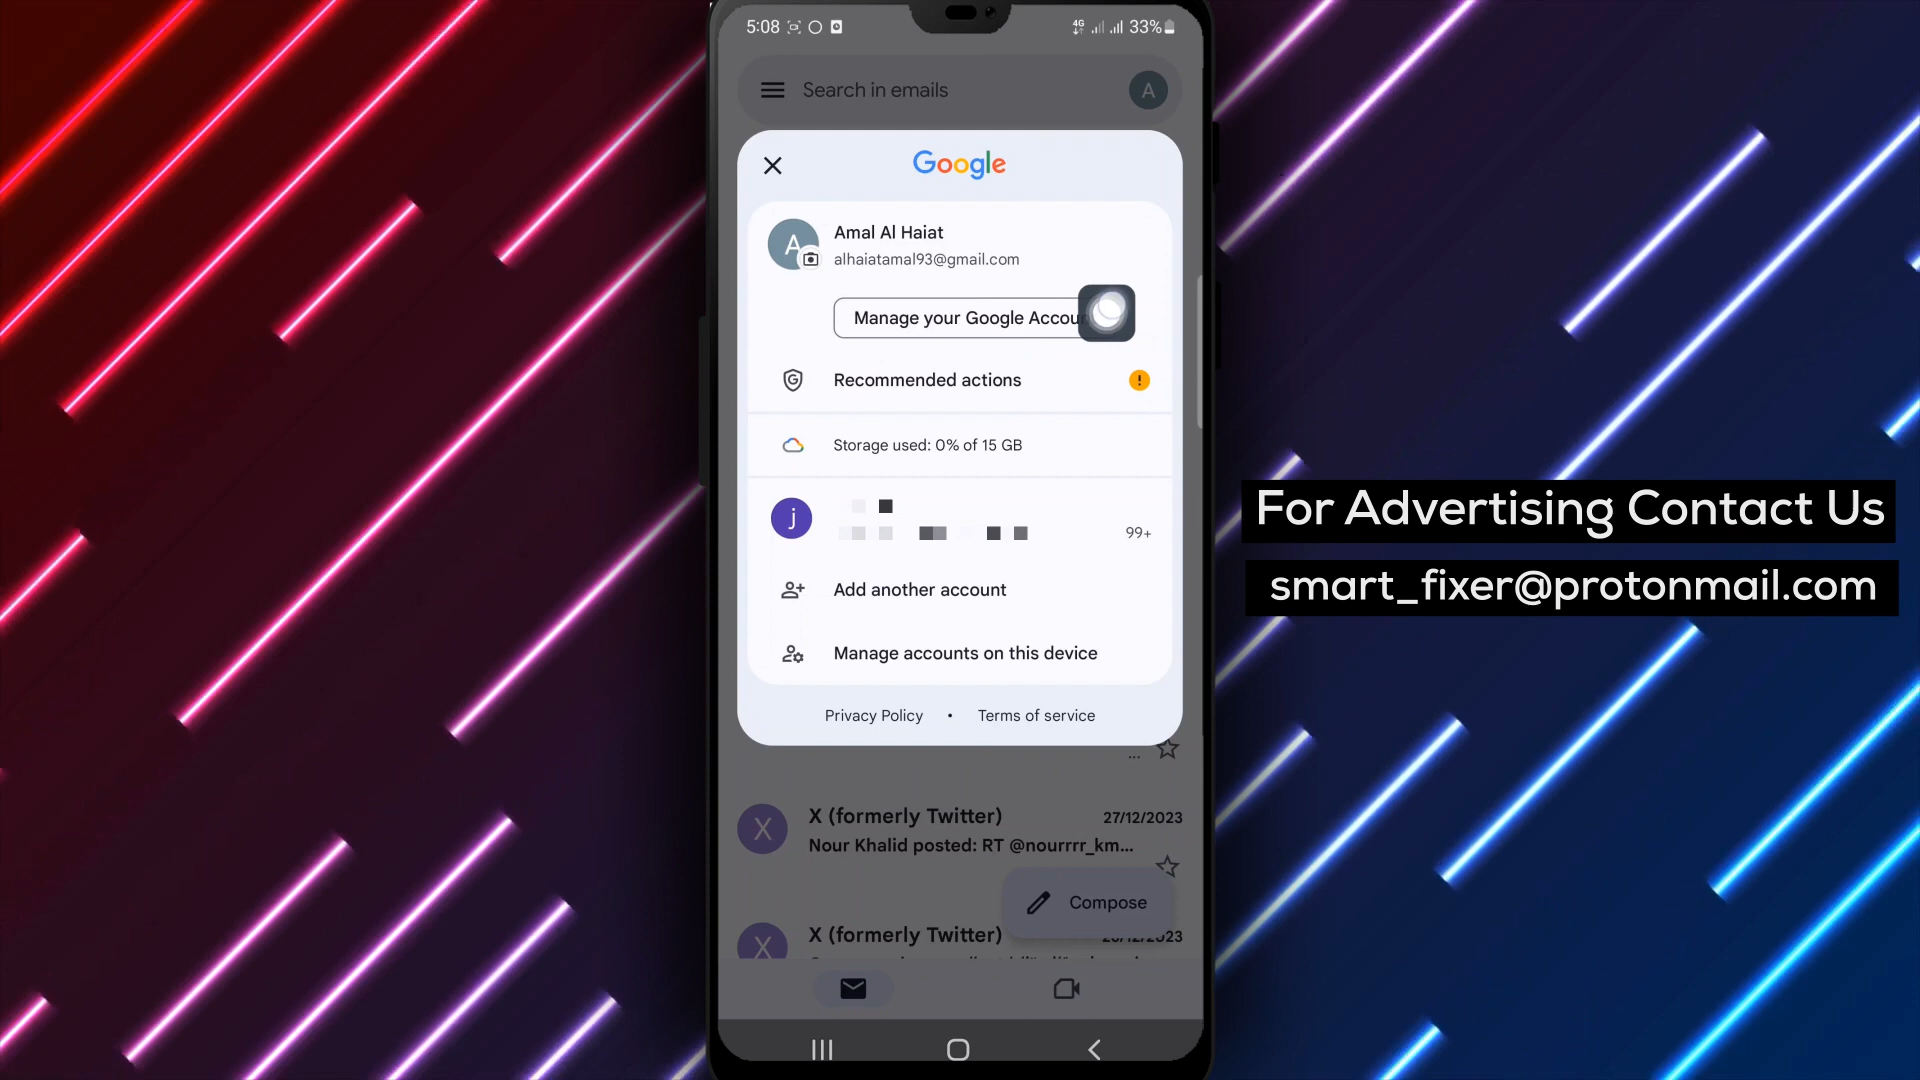 5:08
4G 33%
Search in emails
A
Google
A
Amal Al Haiat
alhaiatamal93@gmail.com
Manage your Google Accou
Recommended actions
Storage used: 0% of 15 GB
j
99+
Add another account
Manage accounts on this device
Privacy Policy • Terms of service
...
X
X (formerly Twitter)
27/12/2023
Nour Khalid posted: RT @nourrrr_km...
Compose
X
X (formerly Twitter)
For Advertising Contact Us
smart_fixer@protonmail.com